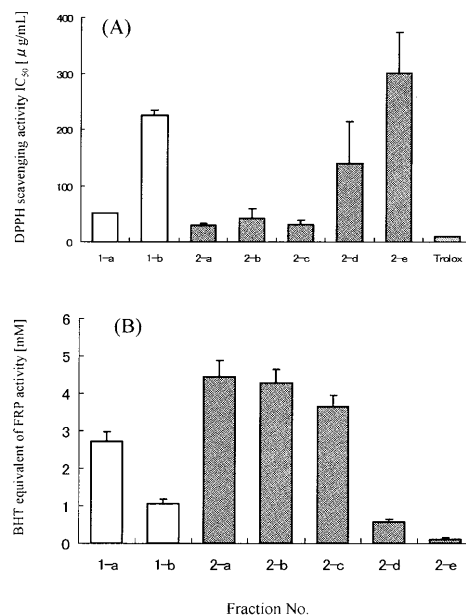 (A)
DPPH scavenging activity IC50 [μg/mL]
400
300
200
100
0
1-a 1-b 2-a 2-b 2-c 2-d 2-e Trolox
(B)
BHT equivalent of FRP activity [mM]
6
5
4
3
2
1
0
1-a 1-b 2-a 2-b 2-c 2-d 2-e
Fraction No.